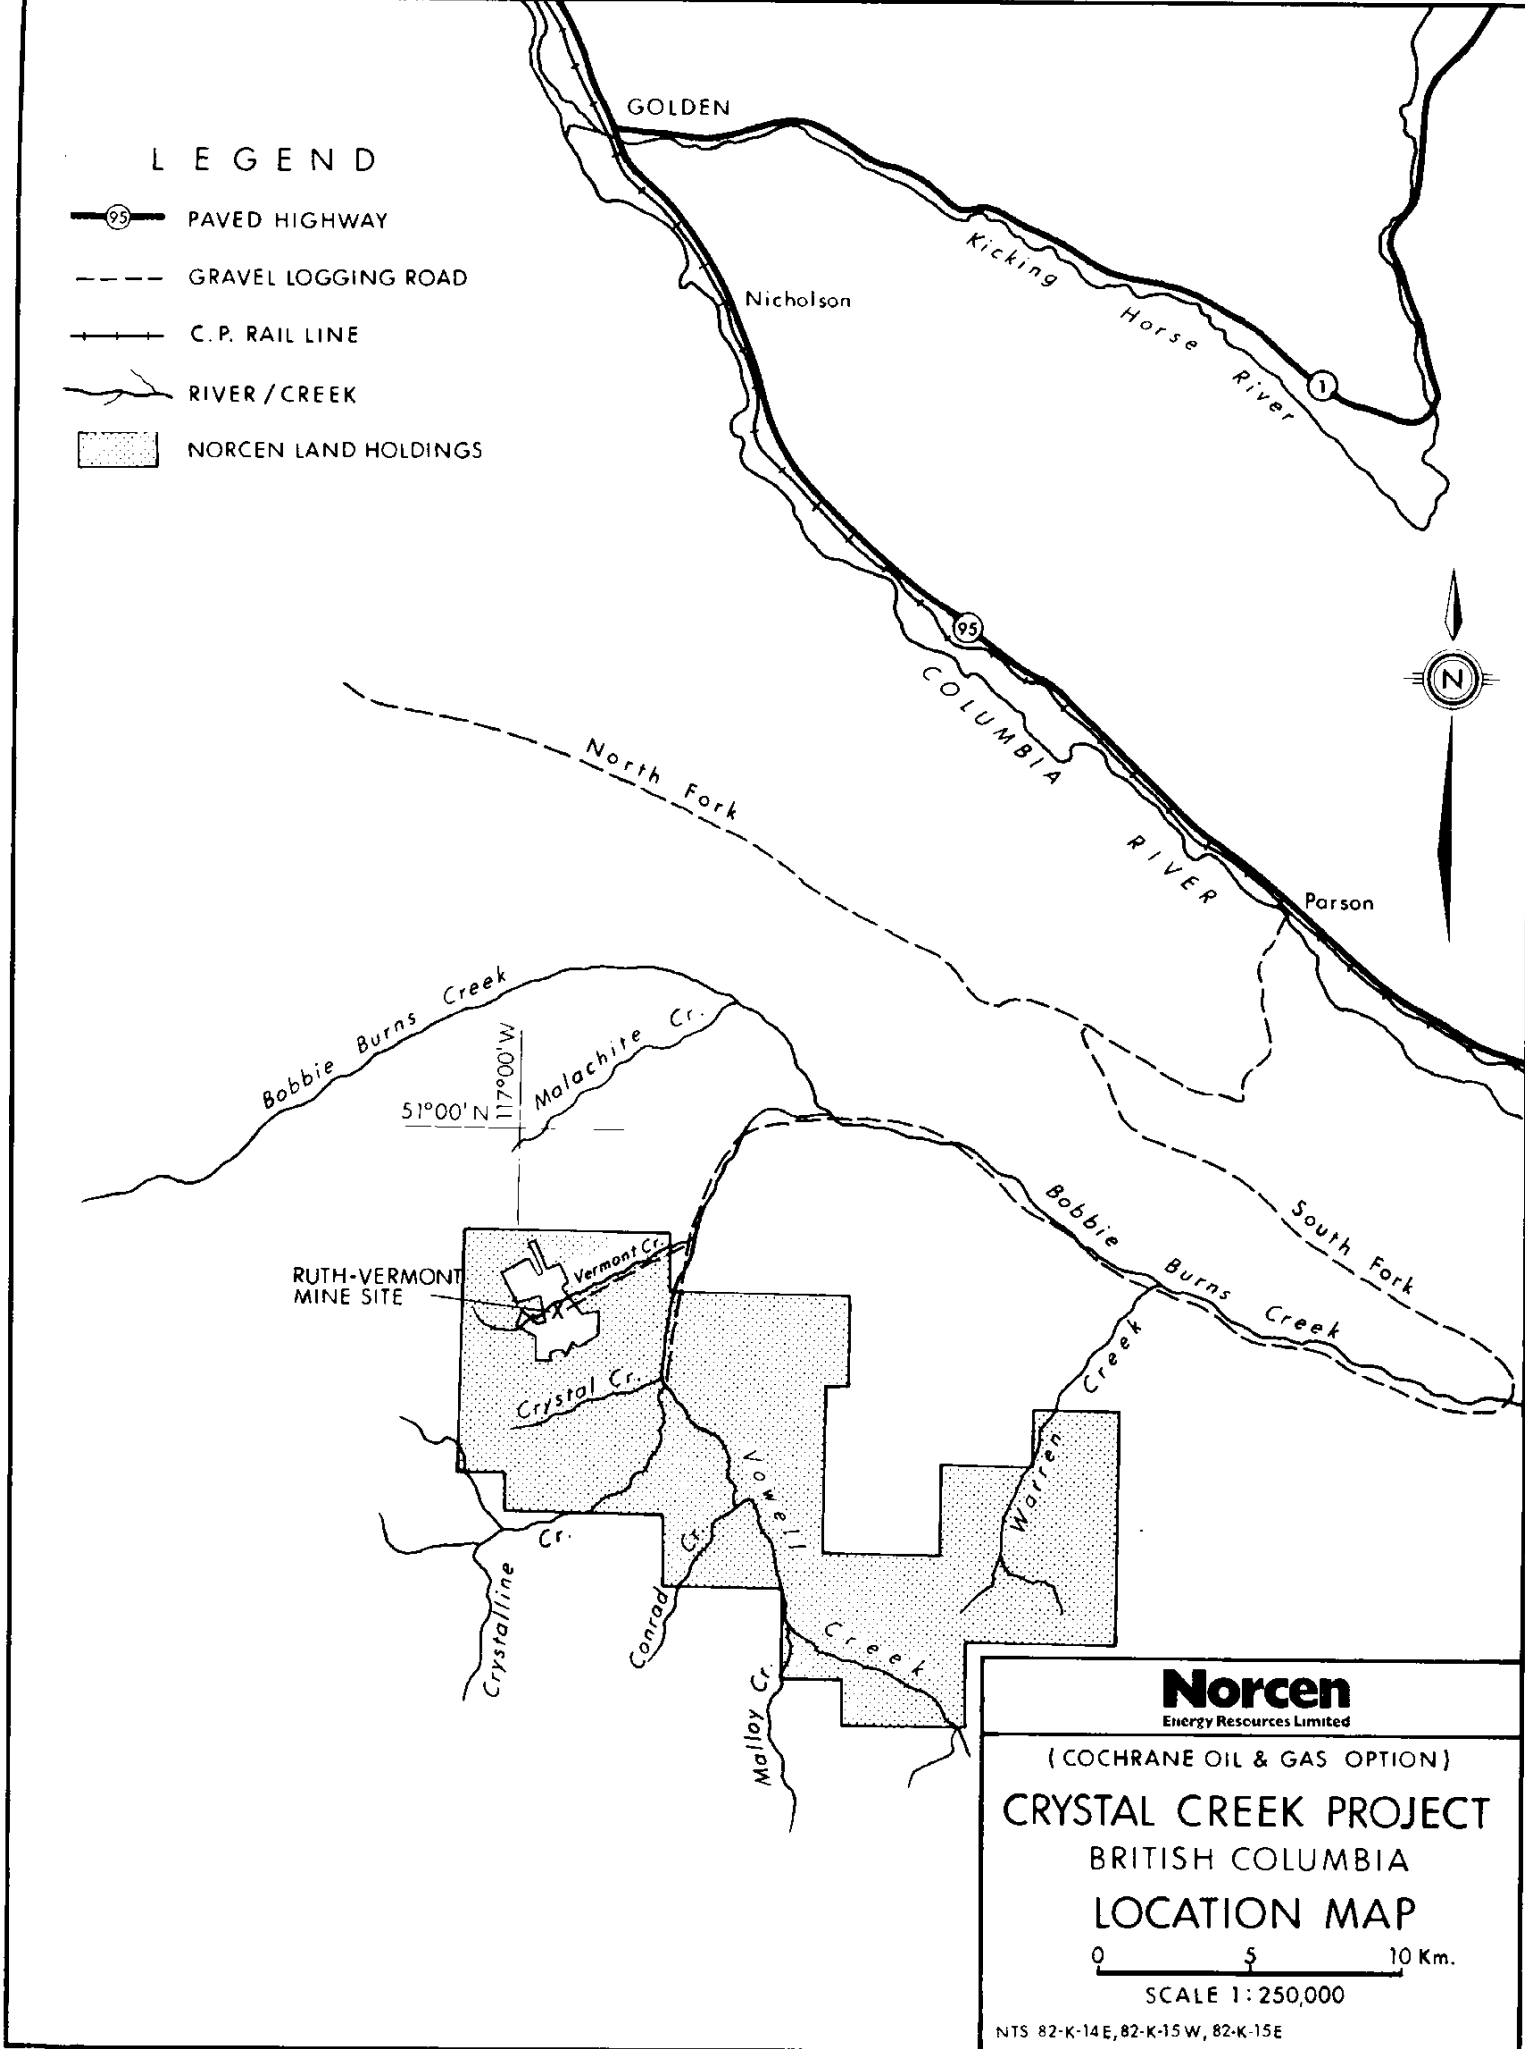 GOLDEN
LEGEND
95 PAVED HIGHWAY
GRAVEL LOGGING ROAD
C.P. RAIL LINE
RIVER/CREEK
NORCEN LAND HOLDINGS
Nicholson
Kicking Horse River
1
95
N
COLUMBIA RIVER
North Fork
Parson
Bobbie Burns Creek
Malachite Cr.
117°00'W
51°00'N
South Fork
Bobbie Burns Creek
Vermont Cr.
RUTH-VERMONT
MINE SITE
Crystal Cr.
Warren Creek
Vowell Creek
Crystalline Cr.
Conrad Cr.
Malloy Cr.
Norcen
Energy Resources Limited
(COCHRANE OIL & GAS OPTION)
CRYSTAL CREEK PROJECT
BRITISH COLUMBIA
LOCATION MAP
0 5 10 Km.
SCALE 1:250,000
NTS 82-K-14E, 82-K-15W, 82-K-15E